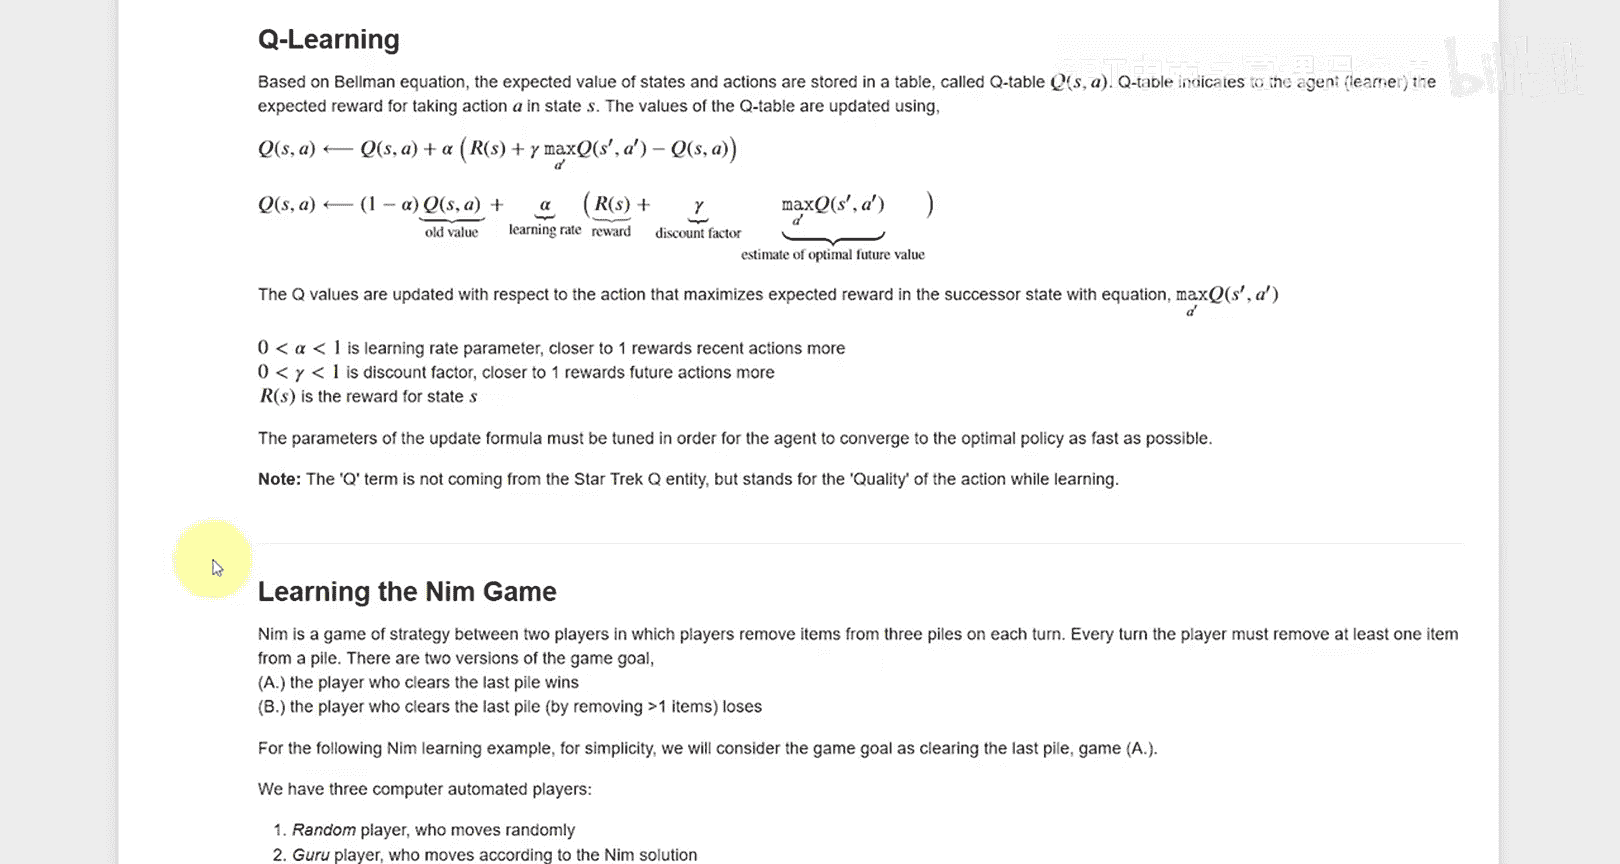 Q-Learning
Based on Bellman equation, the expected value of states and actions are stored in a table, called Q-table Q(s, a). Q-table indicates to the agent (learner) the
expected reward for taking action a in state s. The values of the Q-table are updated using,
Q(s, a) ⟵ Q(s, a) + α ( R(s) + γ max Q(s′, a′) − Q(s, a))
a′
Q(s, a) ⟵ (1 − α) Q(s, a) + α ( R(s) + γ max Q(s′, a′) )
a′
old value learning rate reward discount factor
estimate of optimal future value
The Q values are updated with respect to the action that maximizes expected reward in the successor state with equation, max Q(s′, a′)
a′
0 < α < 1 is learning rate parameter, closer to 1 rewards recent actions more
0 < γ < 1 is discount factor, closer to 1 rewards future actions more
R(s) is the reward for state s
The parameters of the update formula must be tuned in order for the agent to converge to the optimal policy as fast as possible.
Note: The 'Q' term is not coming from the Star Trek Q entity, but stands for the 'Quality' of the action while learning.
Learning the Nim Game
Nim is a game of strategy between two players in which players remove items from three piles on each turn. Every turn the player must remove at least one item
from a pile. There are two versions of the game goal,
(A.) the player who clears the last pile wins
(B.) the player who clears the last pile (by removing >1 items) loses
For the following Nim learning example, for simplicity, we will consider the game goal as clearing the last pile, game (A.).
We have three computer automated players:
1. Random player, who moves randomly
2. Guru player, who moves according to the Nim solution